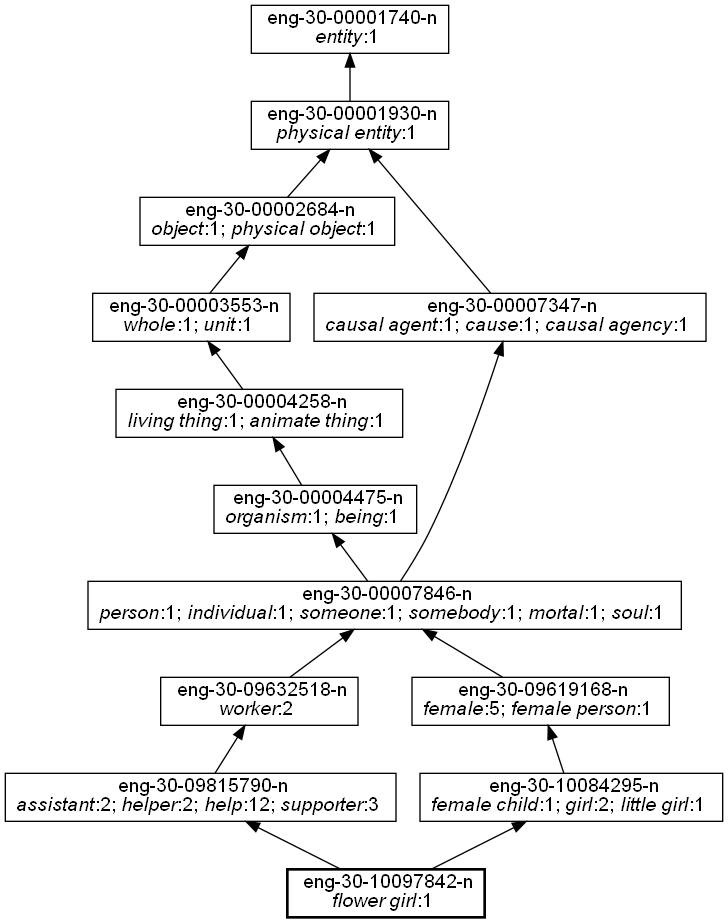 eng-30-00001740-n
entity:1
eng-30-00001930-n
physical entity:1
eng-30-00002684-n
object:1; physical object:1
eng-30-00003553-n
whole:1; unit:1
eng-30-00007347-n
causal agent:1; cause:1; causal agency:1
eng-30-00004258-n
living thing:1; animate thing:1
eng-30-00004475-n
organism:1; being:1
eng-30-00007846-n
person:1; individual:1; someone:1; somebody:1; mortal:1; soul:1
eng-30-09632518-n
worker:2
eng-30-09619168-n
female:5; female person:1
eng-30-09815790-n
assistant:2; helper:2; help:12; supporter:3
eng-30-10084295-n
female child:1; girl:2; little girl:1
eng-30-10097842-n
flower girl:1